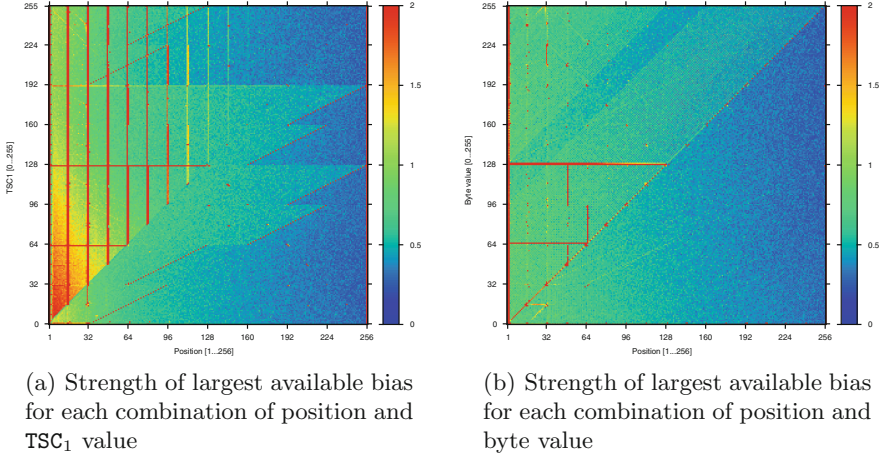 255
224
192
160
128
96
64
32
0
TSC1 [0...255]
1 32 64 96 128 160 192 224 256
Position [1...256]
2
1.5
1
0.5
0
255
224
192
160
128
96
64
32
0
Byte value [0...255]
1 32 64 96 128 160 192 224 256
Position [1...256]
2
1.5
1
0.5
0
(a) Strength of largest available bias
for each combination of position and
TSC1 value
(b) Strength of largest available bias
for each combination of position and
byte value